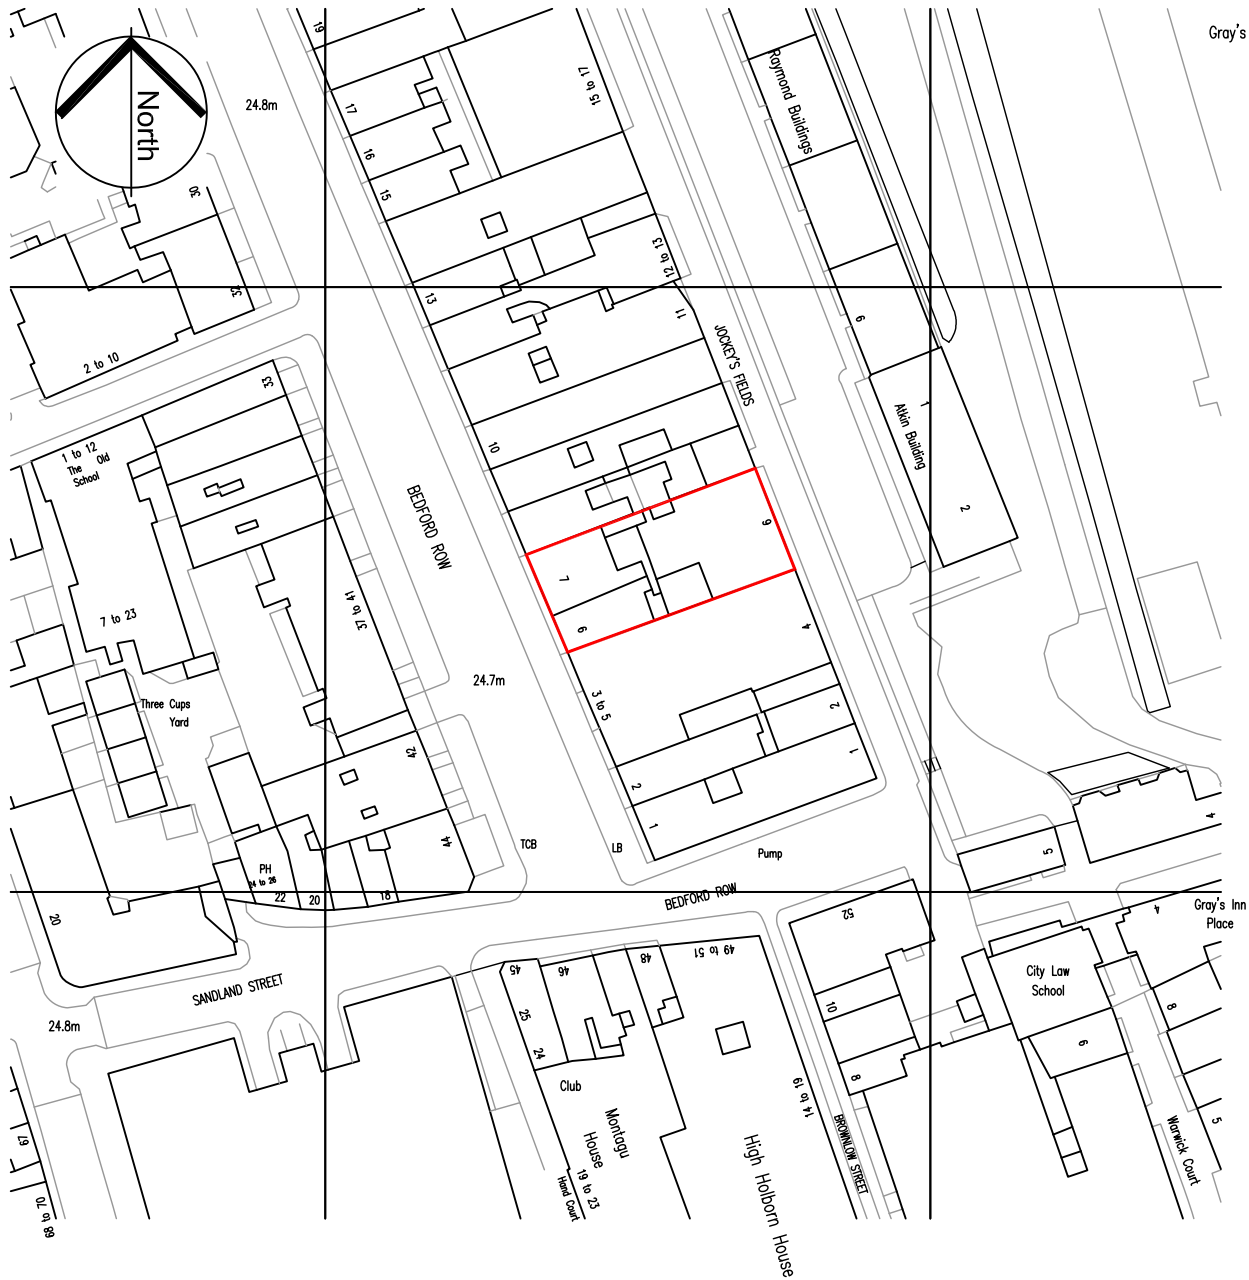 Gray's
19
15 to 17
Raymond Buildings
24.8m
North
17
16
15
30
12 to 13
32
13
11
9
JOCKEY'S FIELDS
2 to 10
33
1
Atkin Building
1 to 12
The Old
School
10
BEDFORD ROW
2
9
7
37 to 41
7 to 23
6
4
24.7m
Three Cups
Yard
3 to 5
2
1
42
2
1
44
TCB
LB
Pump
PH
24 to 26
22
20
18
5
4
BEDFORD ROW
20
52
4
Gray's Inn
Place
SANDLAND STREET
45
46
48
49 to 51
City Law
School
24.8m
25
24
10
8
6
8
Club
14 to 19
Montagu
House
High Holborn House
BROWNLOW STREET
Warwick Court
5
67
19 to 23
Hand Court
68 to 70